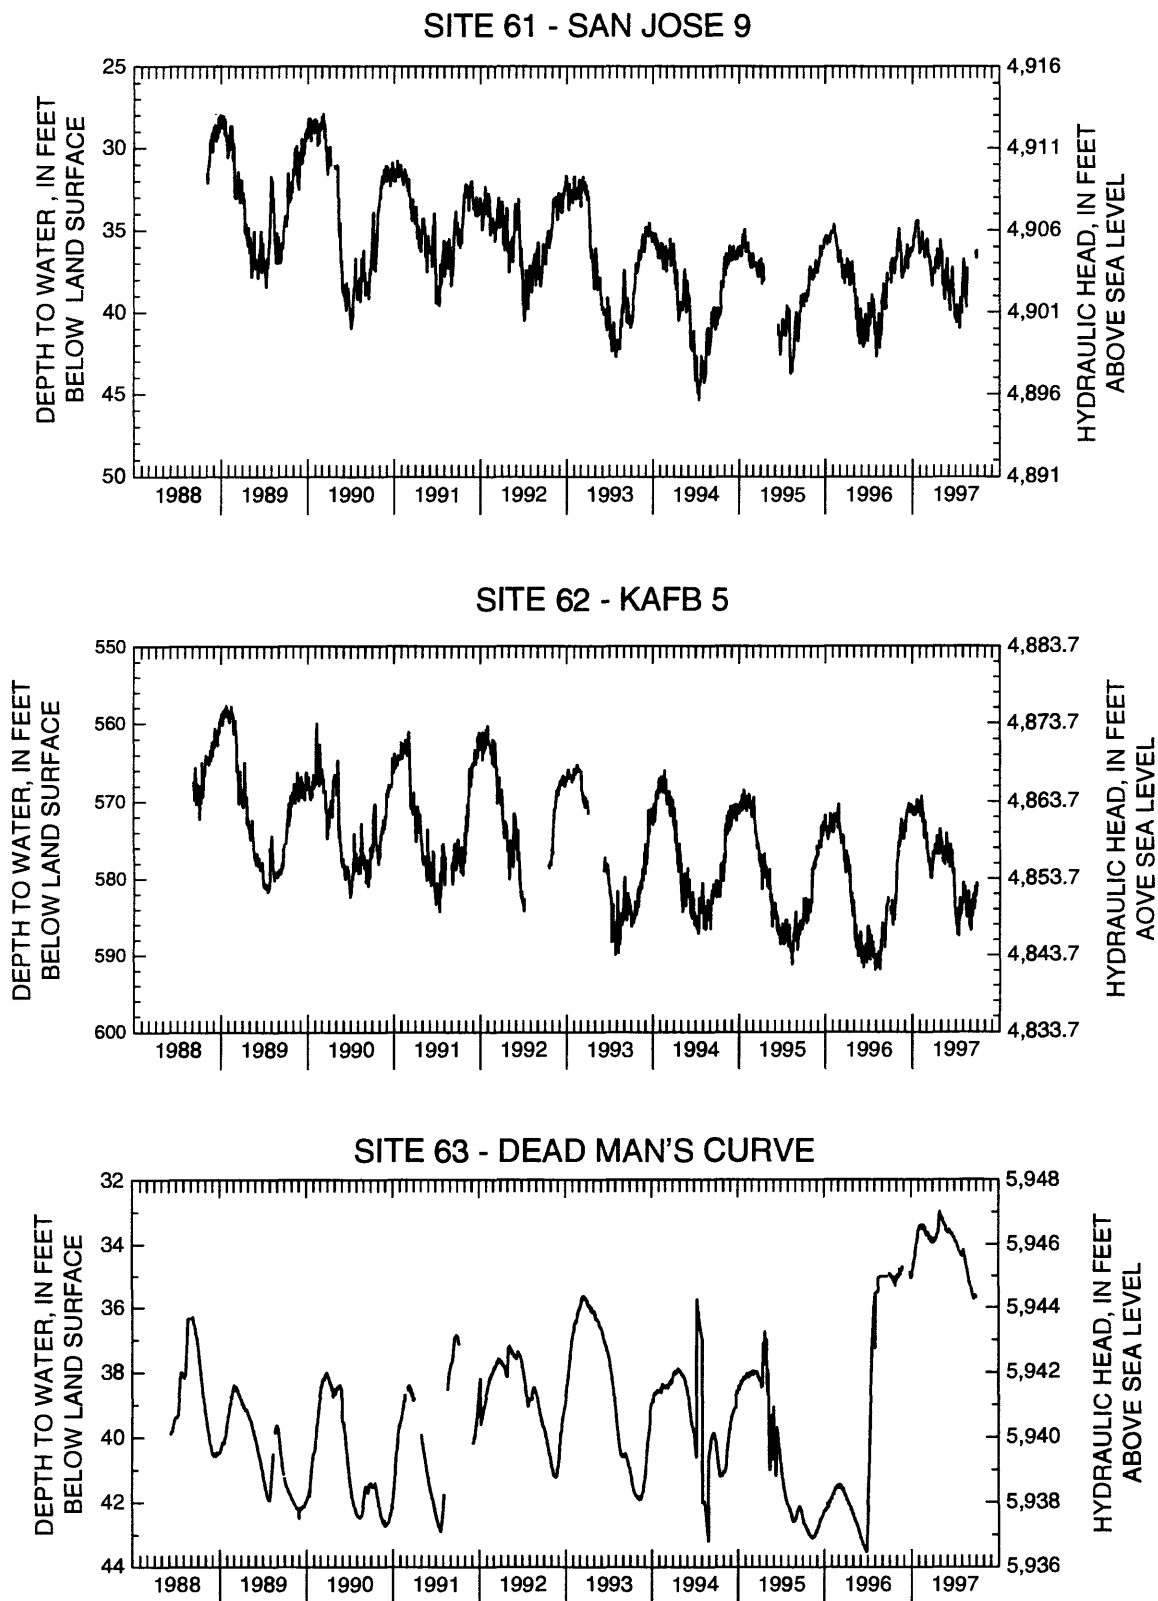 SITE 61 - SAN JOSE 9
DEPTH TO WATER, IN FEET
BELOW LAND SURFACE
25
30
35
40
45
50
4,916
4,911
4,906
4,901
4,896
4,891
HYDRAULIC HEAD, IN FEET
ABOVE SEA LEVEL
1988 1989 1990 1991 1992 1993 1994 1995 1996 1997
SITE 62 - KAFB 5
DEPTH TO WATER, IN FEET
BELOW LAND SURFACE
550
560
570
580
590
600
4,883.7
4,873.7
4,863.7
4,853.7
4,843.7
4,833.7
HYDRAULIC HEAD, IN FEET
AOVE SEA LEVEL
1988 1989 1990 1991 1992 1993 1994 1995 1996 1997
SITE 63 - DEAD MAN'S CURVE
DEPTH TO WATER, IN FEET
BELOW LAND SURFACE
32
34
36
38
40
42
44
5,948
5,946
5,944
5,942
5,940
5,938
5,936
HYDRAULIC HEAD, IN FEET
ABOVE SEA LEVEL
1988 1989 1990 1991 1992 1993 1994 1995 1996 1997